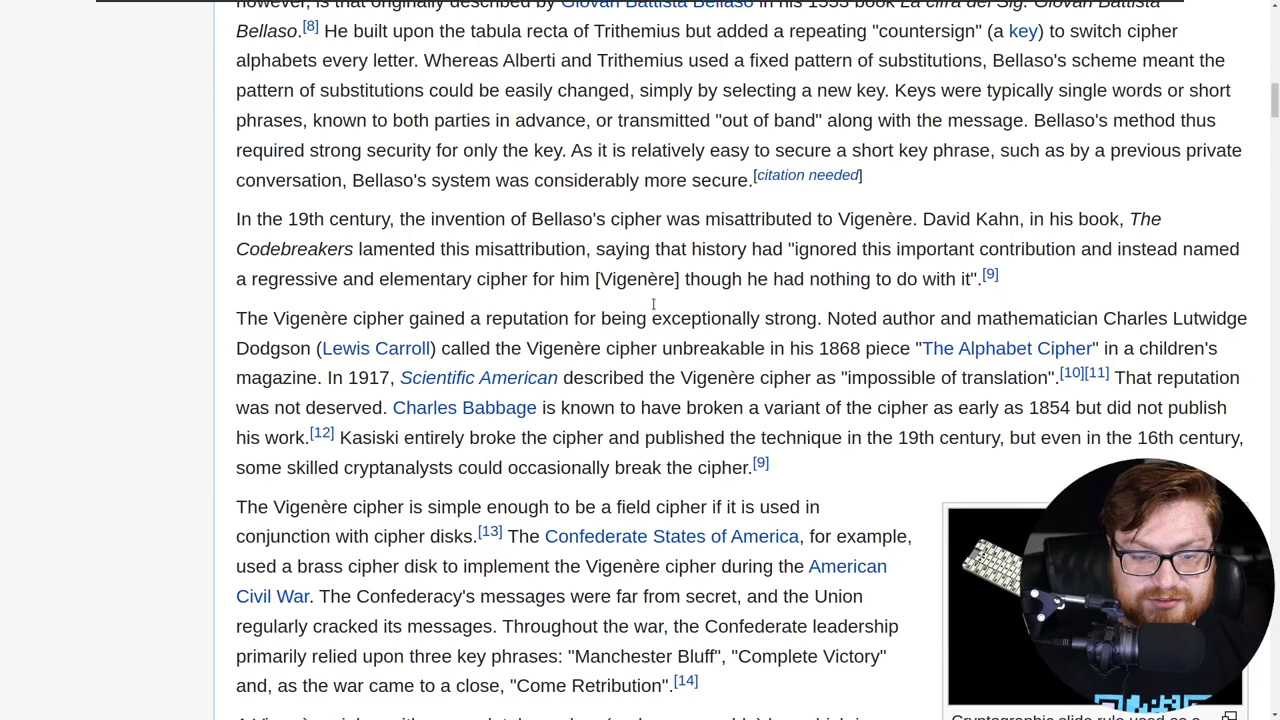 however, is that originally described by Giovan Battista Bellaso in his 1553 book La cifra del Sig. Giovan Battista
Bellaso.[8] He built upon the tabula recta of Trithemius but added a repeating "countersign" (a key) to switch cipher
alphabets every letter. Whereas Alberti and Trithemius used a fixed pattern of substitutions, Bellaso's scheme meant the
pattern of substitutions could be easily changed, simply by selecting a new key. Keys were typically single words or short
phrases, known to both parties in advance, or transmitted "out of band" along with the message. Bellaso's method thus
required strong security for only the key. As it is relatively easy to secure a short key phrase, such as by a previous private
conversation, Bellaso's system was considerably more secure.[citation needed]
In the 19th century, the invention of Bellaso's cipher was misattributed to Vigenère. David Kahn, in his book, The
Codebreakers lamented this misattribution, saying that history had "ignored this important contribution and instead named
a regressive and elementary cipher for him [Vigenère] though he had nothing to do with it".[9]
The Vigenère cipher gained a reputation for being exceptionally strong. Noted author and mathematician Charles Lutwidge
Dodgson (Lewis Carroll) called the Vigenère cipher unbreakable in his 1868 piece "The Alphabet Cipher" in a children's
magazine. In 1917, Scientific American described the Vigenère cipher as "impossible of translation".[10][11] That reputation
was not deserved. Charles Babbage is known to have broken a variant of the cipher as early as 1854 but did not publish
his work.[12] Kasiski entirely broke the cipher and published the technique in the 19th century, but even in the 16th century,
some skilled cryptanalysts could occasionally break the cipher.[9]
The Vigenère cipher is simple enough to be a field cipher if it is used in
conjunction with cipher disks.[13] The Confederate States of America, for example,
used a brass cipher disk to implement the Vigenère cipher during the American
Civil War. The Confederacy's messages were far from secret, and the Union
regularly cracked its messages. Throughout the war, the Confederate leadership
primarily relied upon three key phrases: "Manchester Bluff", "Complete Victory"
and, as the war came to a close, "Come Retribution".[14]
Cryptographic slide rule used as a